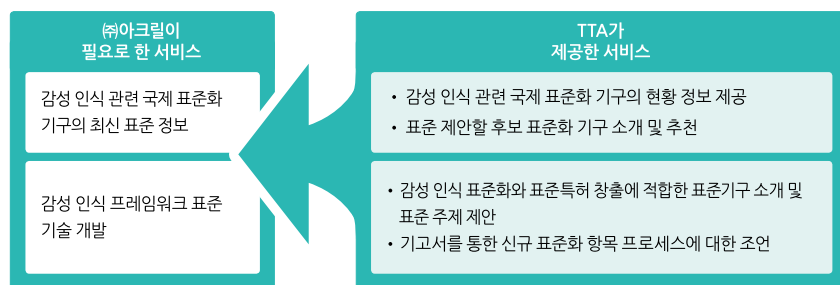 ㈜아크릴이
필요로 한 서비스
감성 인식 관련 국제 표준화
기구의 최신 표준 정보
감성 인식 프레임워크 표준
기술 개발
TTA가
제공한 서비스
• 감성 인식 관련 국제 표준화 기구의 현황 정보 제공
• 표준 제안할 후보 표준화 기구 소개 및 추천
• 감성 인식 표준화와 표준특허 창출에 적합한 표준기구 소개 및
표준 주제 제안
• 기고서를 통한 신규 표준화 항목 프로세스에 대한 조언